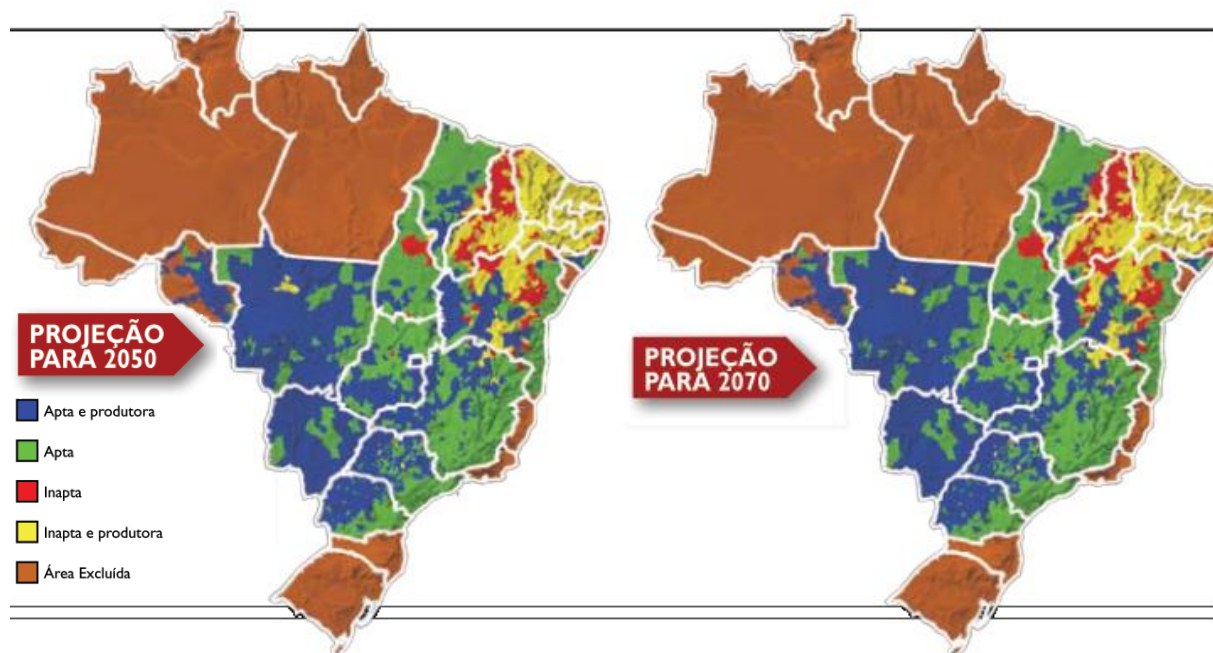 PROJEÇÃO
PARA 2050
Apta e produtora
Apta
Inapta
Inapta e produtora
Área Excluída
PROJEÇÃO
PARA 2070